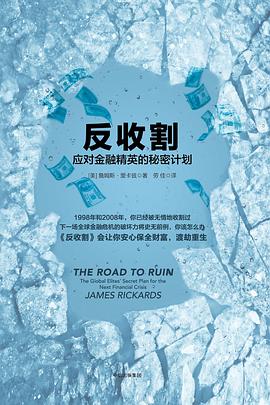 反收割
应对金融精英的秘密计划
[美] 詹姆斯·里卡兹 著 劳佳 译
1998年和2008年，你已经被无情地收割过
下一场全球金融危机的破坏力将史无前例，你该怎么办
《反收割》会让你安心保全财富，渡劫重生
THE ROAD TO RUIN
The Global Elites' Secret Plan for the
Next Financial Crisis
JAMES RICKARDS
中信出版集团